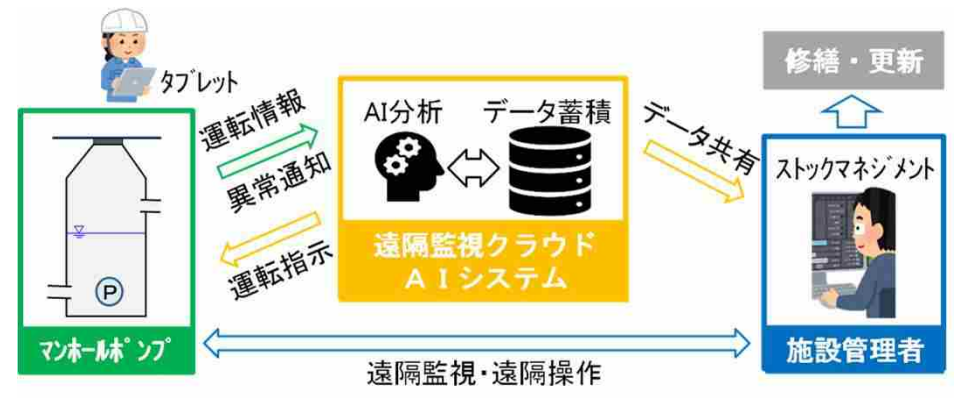 タブレット
修繕・更新
運転情報
異常通知
運転指示
P
マンホールポンプ
AI分析
データ蓄積
遠隔監視クラウド
ＡＩシステム
データ共有
ストックマネジメント
施設管理者
遠隔監視・遠隔操作